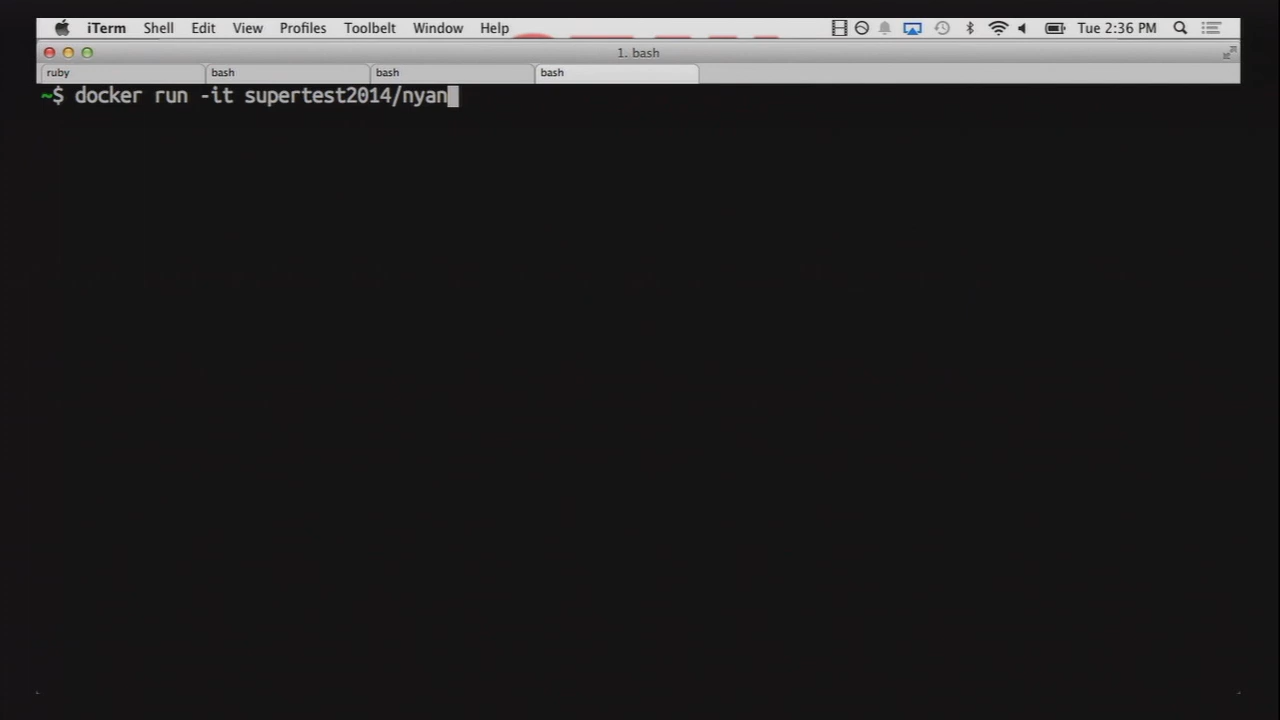 iTerm Shell Edit View Profiles Toolbelt Window Help Tue 2:36 PM
1. bash
ruby bash bash bash
~$ docker run -it supertest2014/nyan